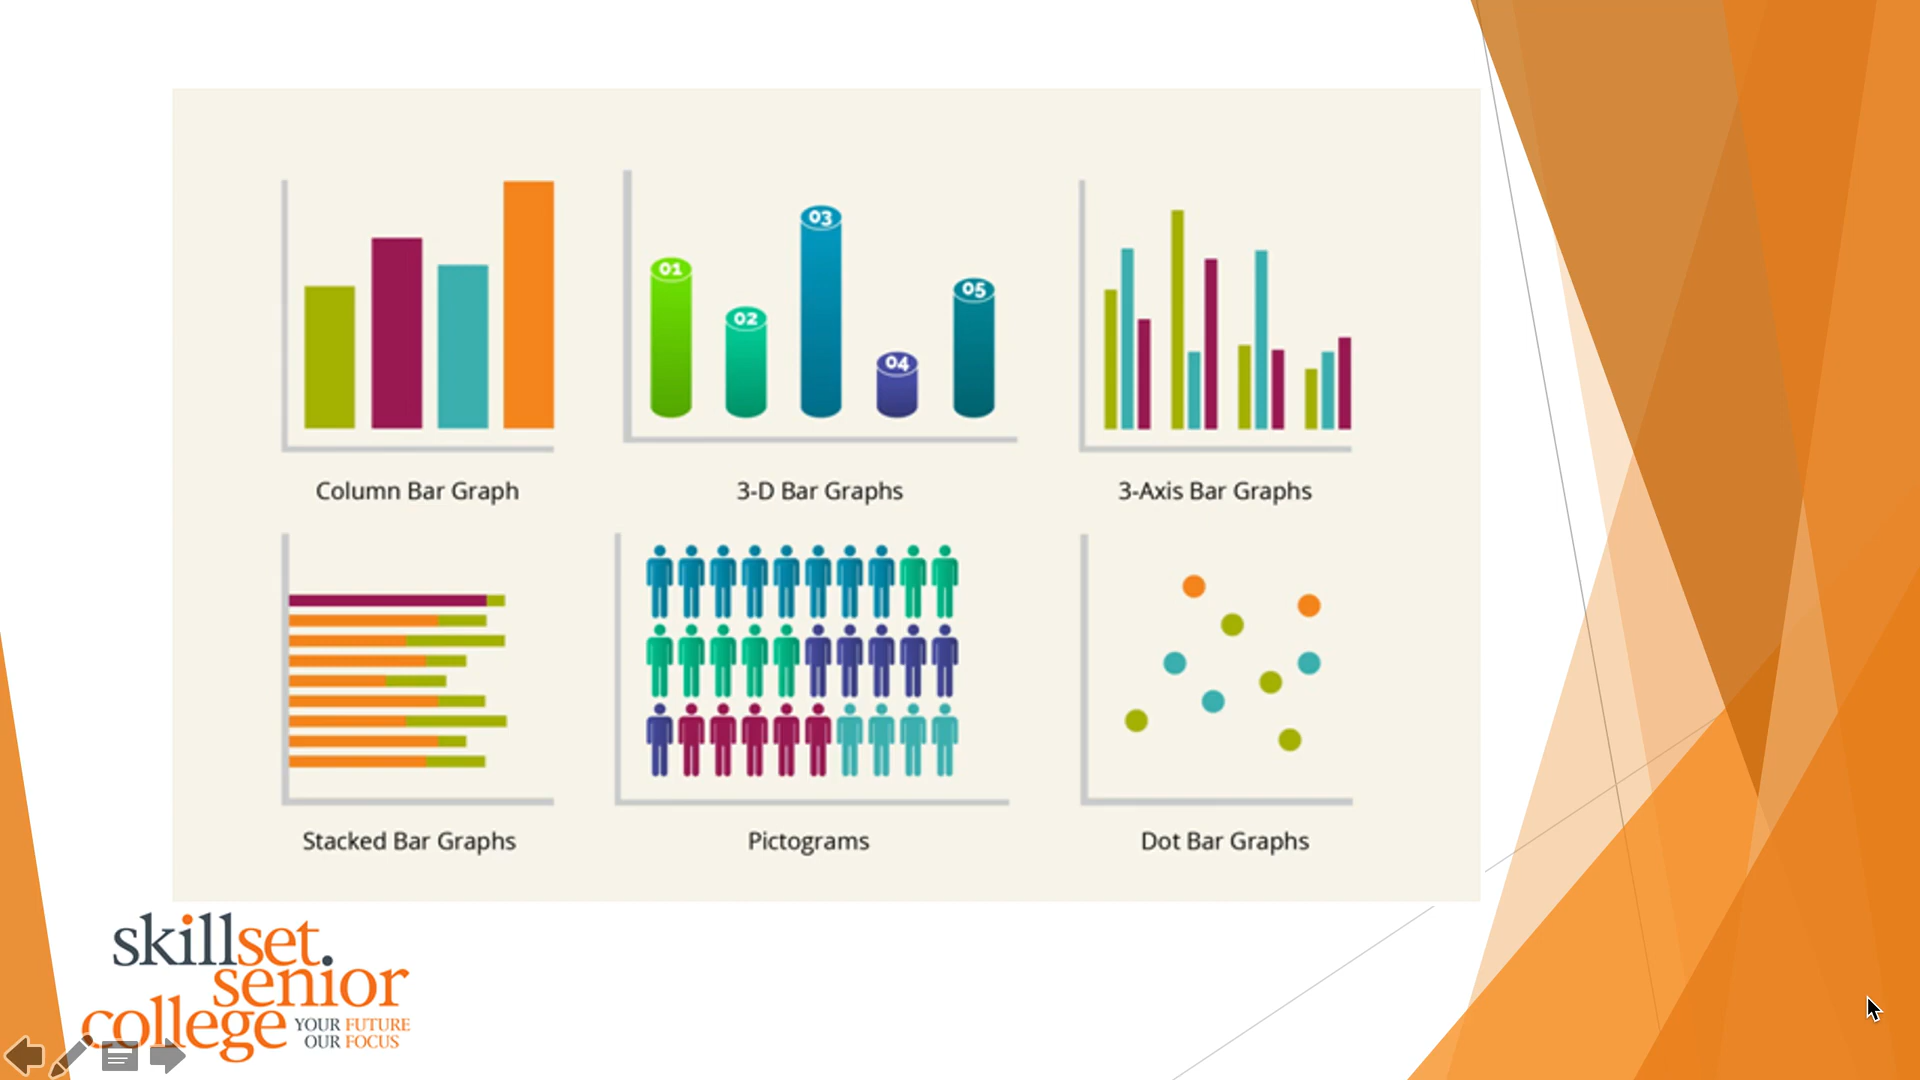 01
02
03
04
05
Column Bar Graph
3-D Bar Graphs
3-Axis Bar Graphs
Stacked Bar Graphs
Pictograms
Dot Bar Graphs
skillset.
senior
college
YOUR FUTURE
OUR FOCUS